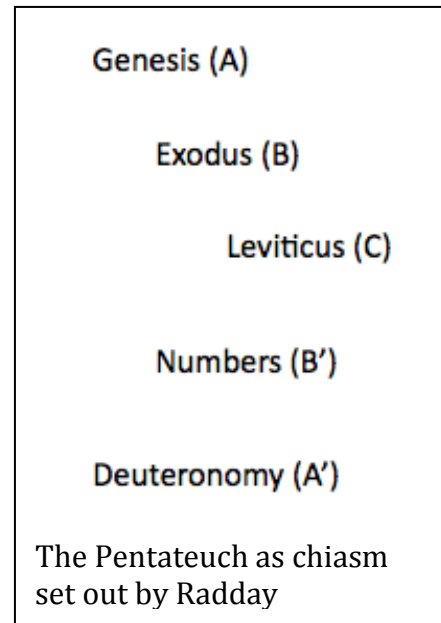 Genesis (A)
Exodus (B)
Leviticus (C)
Numbers (B′)
Deuteronomy (A′)
The Pentateuch as chiasm
set out by Radday